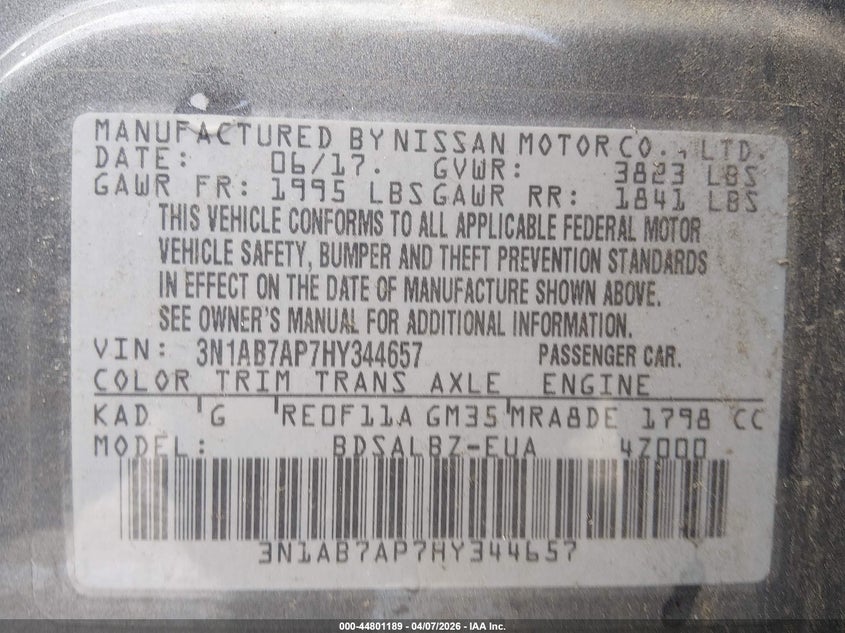 MANUFACTURED BY NISSAN MOTOR CO., LTD.
DATE: 06/17. GVWR: 3823 LBS
GAWR FR: 1995 LBS GAWR RR: 1841 LBS
THIS VEHICLE CONFORMS TO ALL APPLICABLE FEDERAL MOTOR
VEHICLE SAFETY, BUMPER AND THEFT PREVENTION STANDARDS
IN EFFECT ON THE DATE OF MANUFACTURE SHOWN ABOVE.
SEE OWNER'S MANUAL FOR ADDITIONAL INFORMATION.
VIN: 3N1AB7AP7HY344657 PASSENGER CAR.
COLOR TRIM TRANS AXLE ENGINE
KAD G RE0F11A GM35 MRA8DE 1798 CC
MODEL: BDSALBZ-EUA 4Z000
3N1AB7AP7HY344657
000-44801189 - 04/07/2026 - IAA Inc.